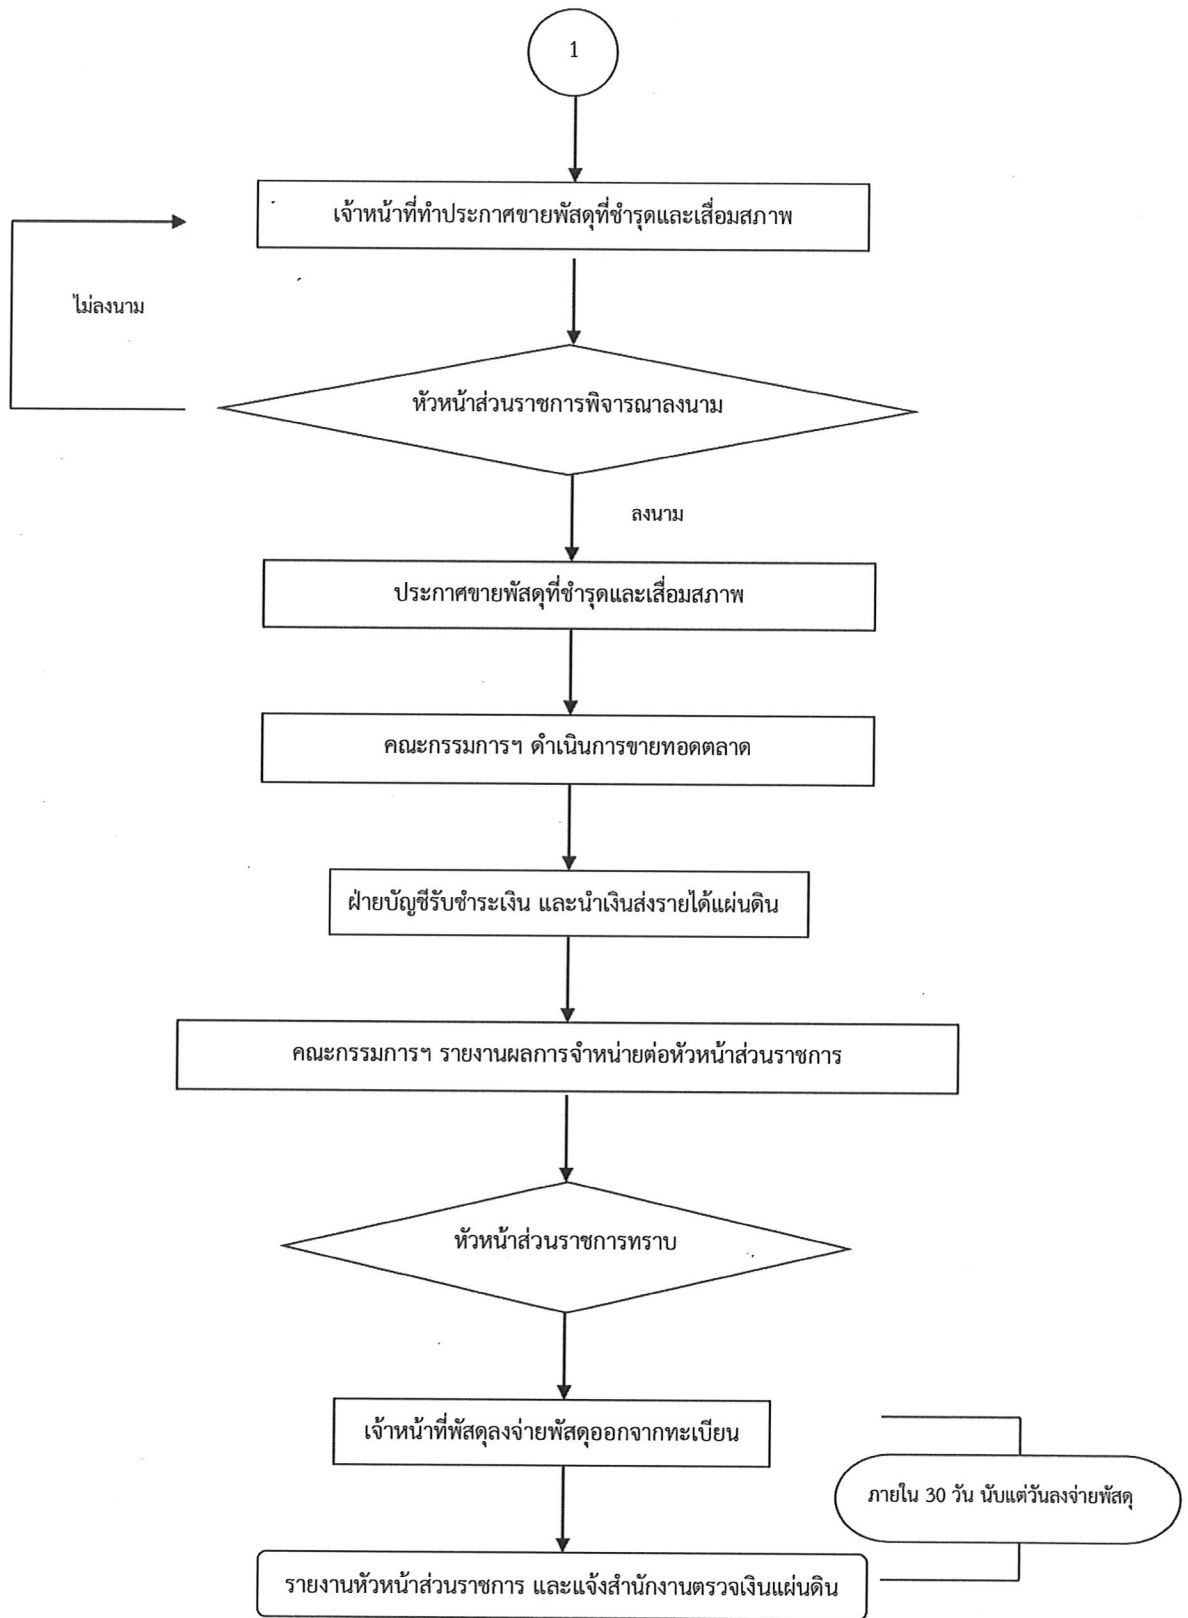 1
เจ้าหน้าที่ทำประกาศขายพัสดุที่ชำรุดและเสื่อมสภาพ
ไม่ลงนาม
หัวหน้าส่วนราชการพิจารณาลงนาม
ลงนาม
ประกาศขายพัสดุที่ชำรุดและเสื่อมสภาพ
คณะกรรมการฯ ดำเนินการขายทอดตลาด
ฝ่ายบัญชีรับชำระเงิน และนำเงินส่งรายได้แผ่นดิน
คณะกรรมการฯ รายงานผลการจำหน่ายต่อหัวหน้าส่วนราชการ
หัวหน้าส่วนราชการทราบ
เจ้าหน้าที่พัสดุลงจ่ายพัสดุออกจากทะเบียน
ภายใน 30 วัน นับแต่วันลงจ่ายพัสดุ
รายงานหัวหน้าส่วนราชการ และแจ้งสำนักงานตรวจเงินแผ่นดิน